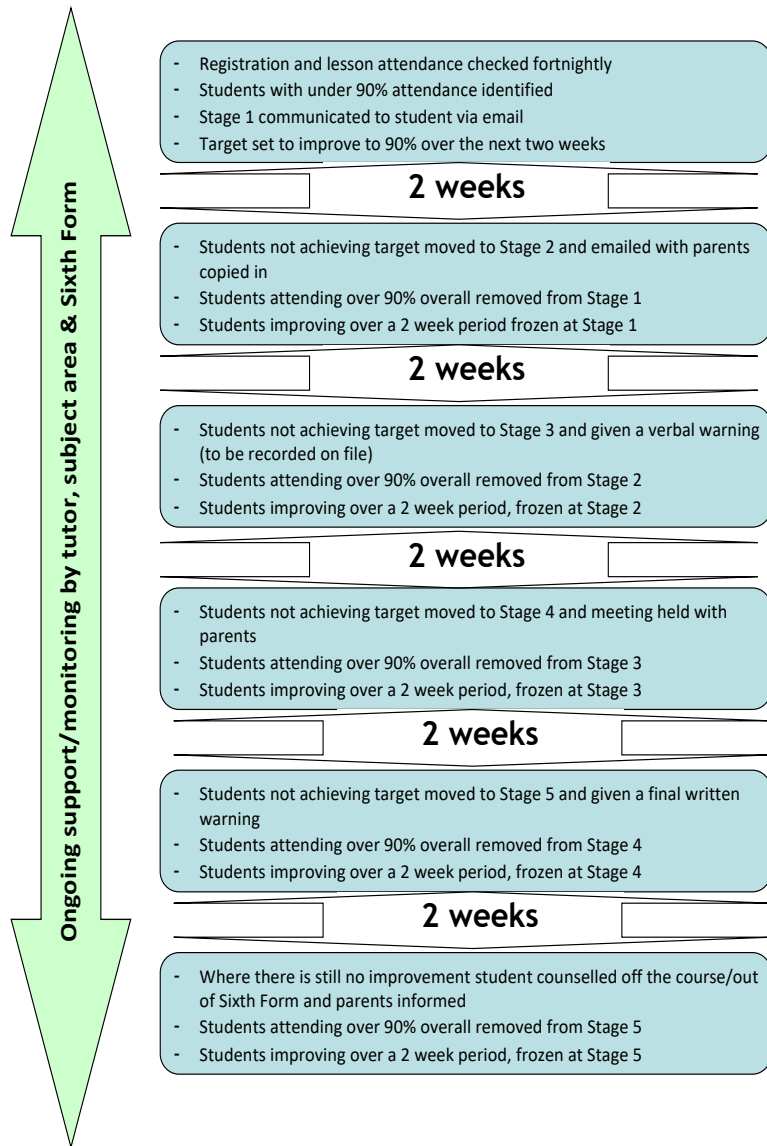 Ongoing support/monitoring by tutor, subject area & Sixth Form
- Registration and lesson attendance checked fortnightly
- Students with under 90% attendance identified
- Stage 1 communicated to student via email
- Target set to improve to 90% over the next two weeks
2 weeks
- Students not achieving target moved to Stage 2 and emailed with parents
copied in
- Students attending over 90% overall removed from Stage 1
- Students improving over a 2 week period frozen at Stage 1
2 weeks
- Students not achieving target moved to Stage 3 and given a verbal warning
(to be recorded on file)
- Students attending over 90% overall removed from Stage 2
- Students improving over a 2 week period, frozen at Stage 2
2 weeks
- Students not achieving target moved to Stage 4 and meeting held with
parents
- Students attending over 90% overall removed from Stage 3
- Students improving over a 2 week period, frozen at Stage 3
2 weeks
- Students not achieving target moved to Stage 5 and given a final written
warning
- Students attending over 90% overall removed from Stage 4
- Students improving over a 2 week period, frozen at Stage 4
2 weeks
- Where there is still no improvement student counselled off the course/out
of Sixth Form and parents informed
- Students attending over 90% overall removed from Stage 5
- Students improving over a 2 week period, frozen at Stage 5